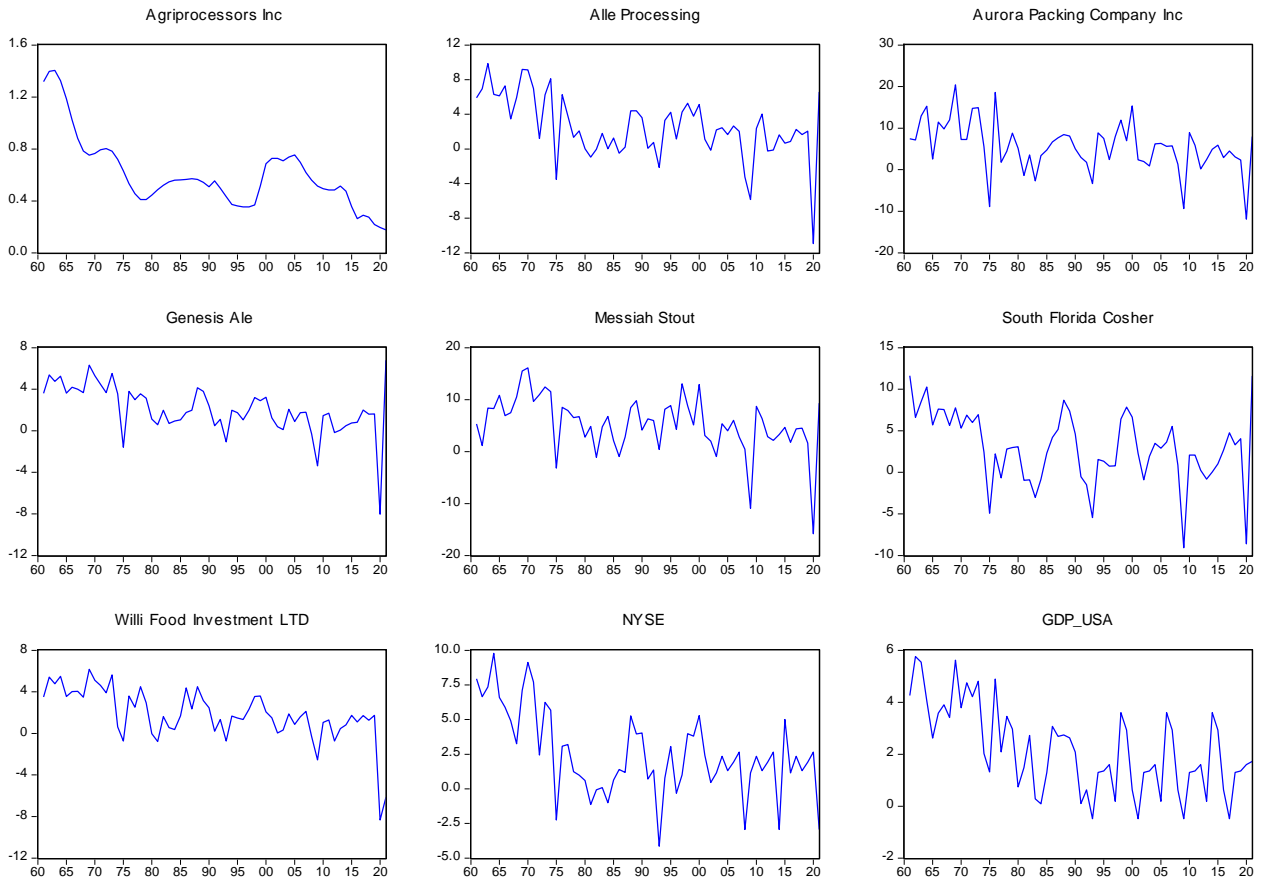 Agriprocessors Inc
1.6
1.2
0.8
0.4
0.0
60 65 70 75 80 85 90 95 00 05 10 15 20
Alle Processing
12
8
4
0
-4
-8
-12
60 65 70 75 80 85 90 95 00 05 10 15 20
Aurora Packing Company Inc
30
20
10
0
-10
-20
60 65 70 75 80 85 90 95 00 05 10 15 20
Genesis Ale
8
4
0
-4
-8
-12
60 65 70 75 80 85 90 95 00 05 10 15 20
Messiah Stout
20
10
0
-10
-20
60 65 70 75 80 85 90 95 00 05 10 15 20
South Florida Cosher
15
10
5
0
-5
-10
60 65 70 75 80 85 90 95 00 05 10 15 20
Willi Food Investment LTD
8
4
0
-4
-8
-12
60 65 70 75 80 85 90 95 00 05 10 15 20
NYSE
10.0
7.5
5.0
2.5
0.0
-2.5
-5.0
60 65 70 75 80 85 90 95 00 05 10 15 20
GDP_USA
6
4
2
0
-2
60 65 70 75 80 85 90 95 00 05 10 15 20